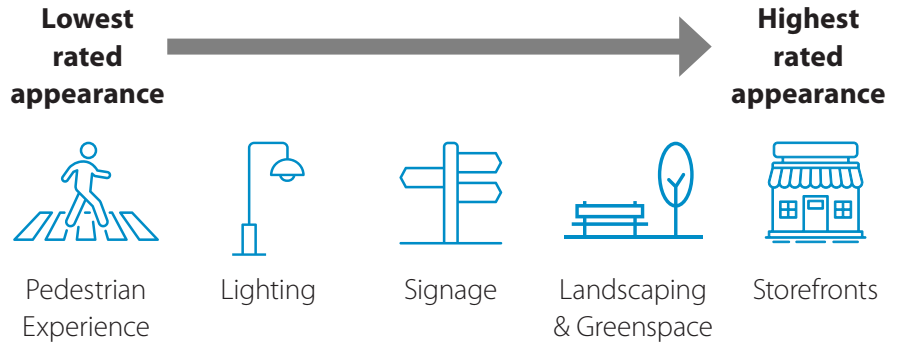 Lowest
rated
appearance
Highest
rated
appearance
Pedestrian
Experience
Lighting
Signage
Landscaping
& Greenspace
Storefronts